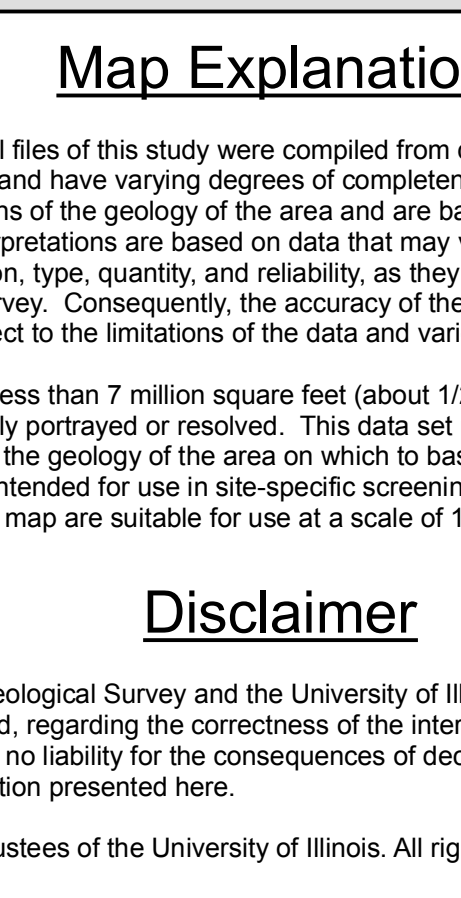 Map Explanatio
l files of this study were compiled from
and have varying degrees of completen
ns of the geology of the area and are ba
rpretations are based on data that may
on, type, quantity, and reliability, as they
rvey. Consequently, the accuracy of the
ect to the limitations of the data and vari
less than 7 million square feet (about 1/
ly portrayed or resolved. This data set
the geology of the area on which to bas
ntended for use in site-specific screenin
map are suitable for use at a scale of 1
Disclaimer
eological Survey and the University of Ill
d, regarding the correctness of the inter
no liability for the consequences of dec
tion presented here.
ustees of the University of Illinois. All rig